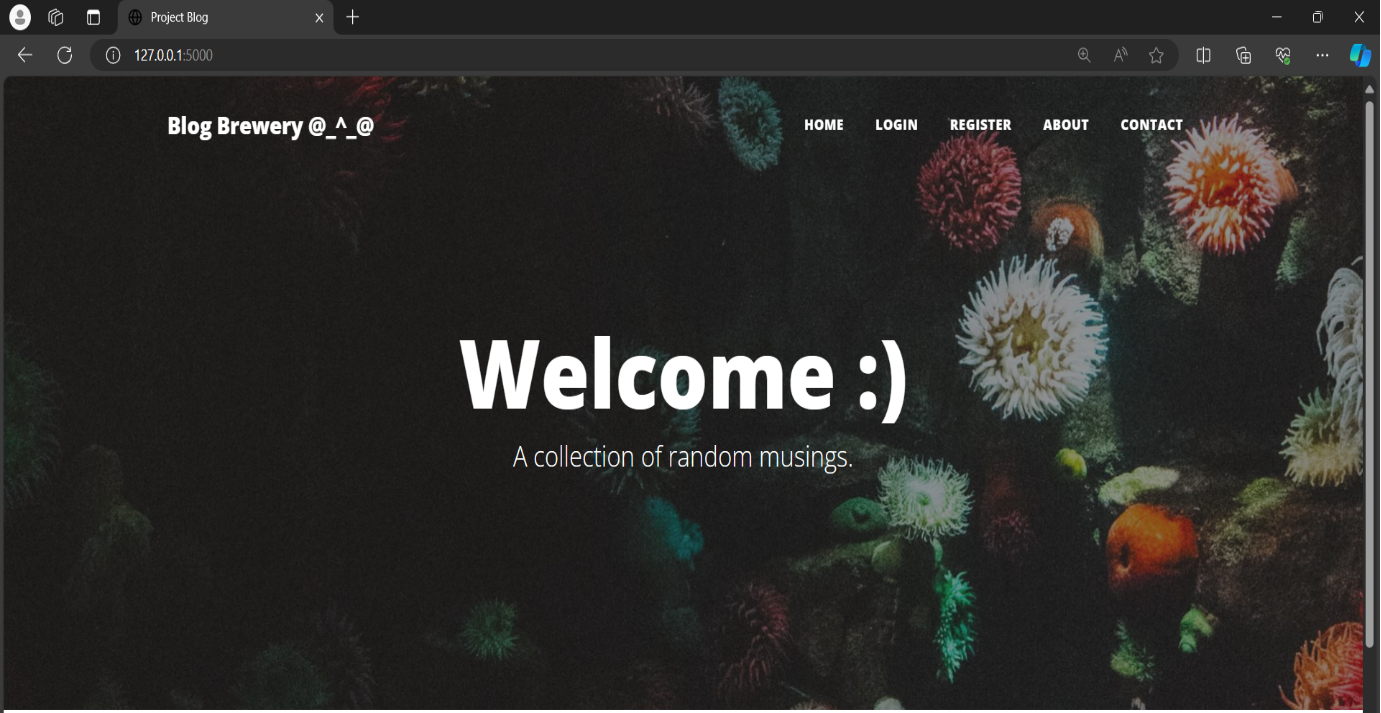 Project Blog
127.0.0.1:5000
Blog Brewery @_^_@
HOME LOGIN REGISTER ABOUT CONTACT
Welcome :)
A collection of random musings.